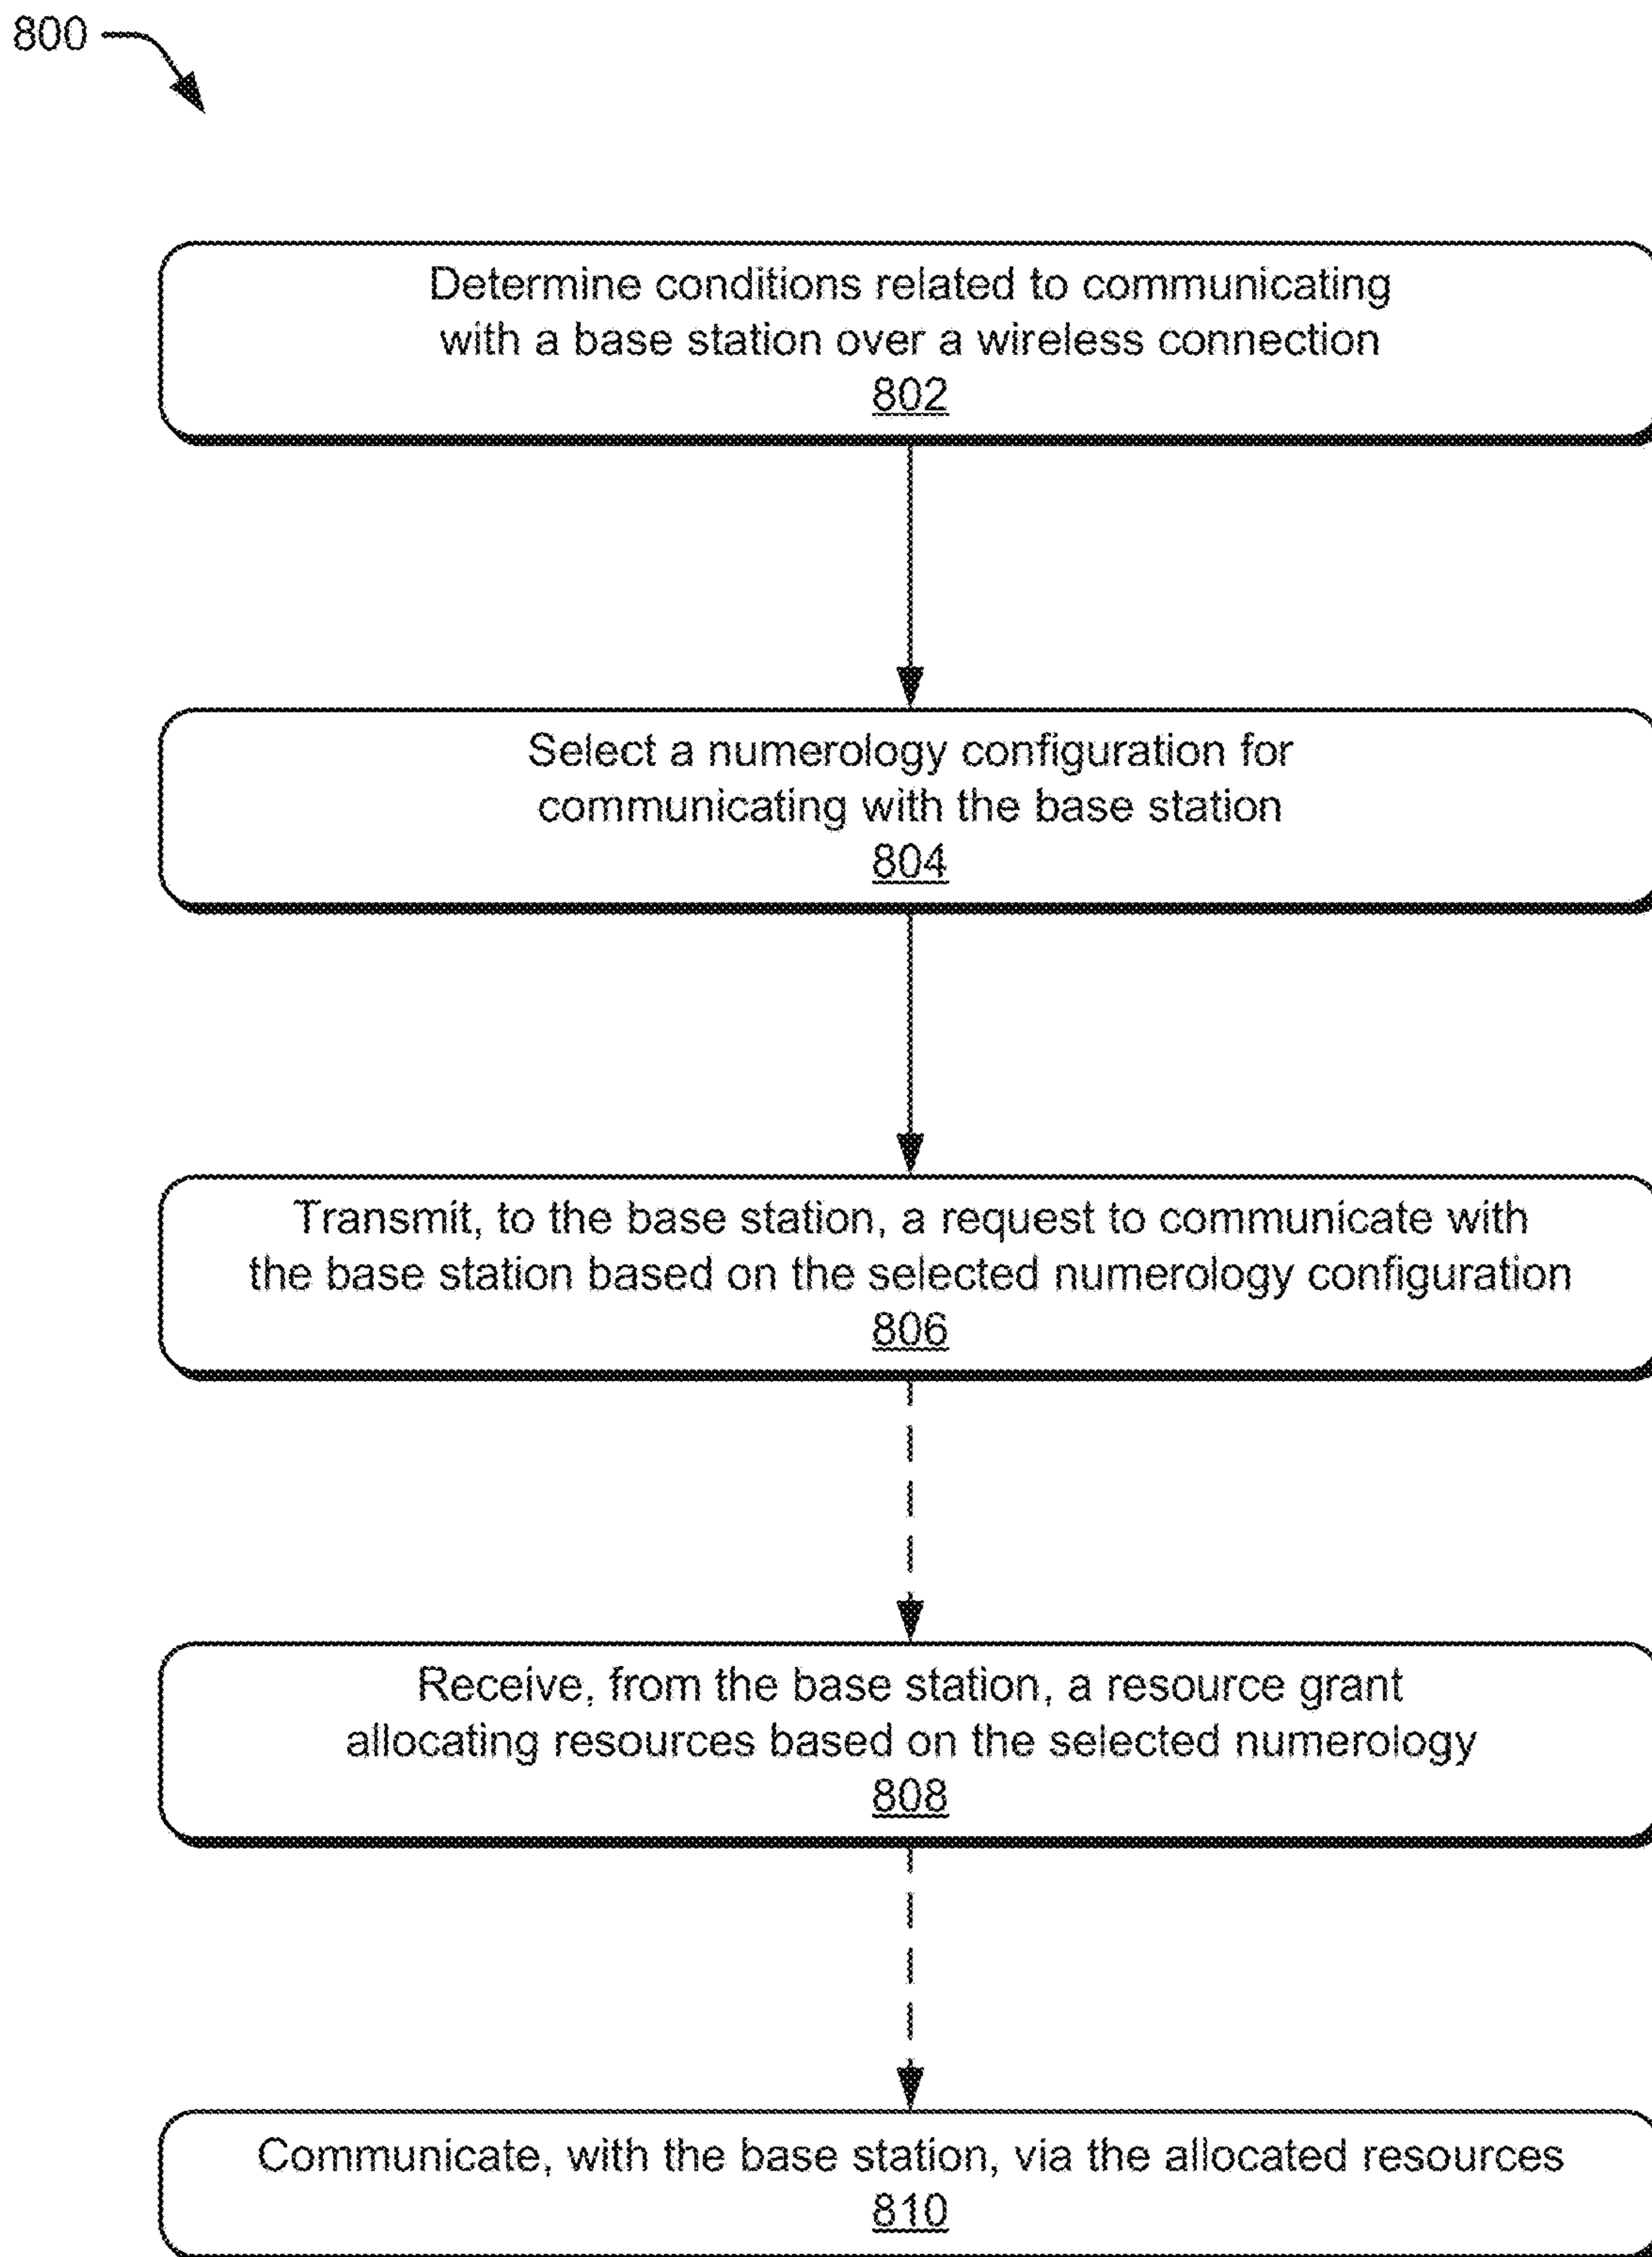 800
Determine conditions related to communicating
with a base station over a wireless connection
802
Select a numerology configuration for
communicating with the base station
804
Transmit, to the base station, a request to communicate with
the base station based on the selected numerology configuration
806
Receive, from the base station, a resource grant
allocating resources based on the selected numerology
808
Communicate, with the base station, via the allocated resources
810